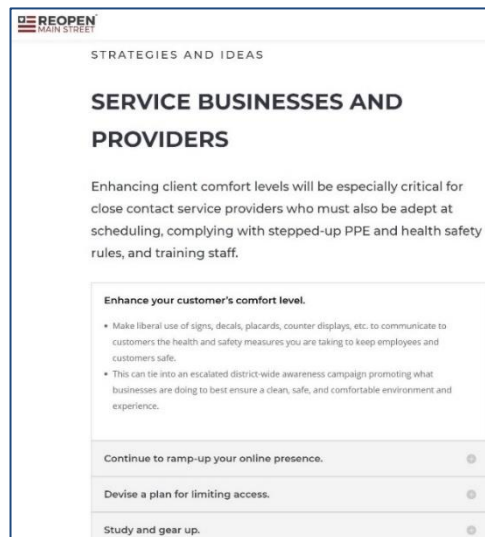 REOPEN
MAIN STREET
STRATEGIES AND IDEAS
SERVICE BUSINESSES AND
PROVIDERS
Enhancing client comfort levels will be especially critical for
close contact service providers who must also be adept at
scheduling, complying with stepped-up PPE and health safety
rules, and training staff.
Enhance your customer's comfort level.
• Make liberal use of signs, decals, placards, counter displays, etc. to communicate to
customers the health and safety measures you are taking to keep employees and
customers safe.
• This can tie into an escalated district-wide awareness campaign promoting what
businesses are doing to best ensure a clean, safe, and comfortable environment and
experience.
Continue to ramp-up your online presence.
Devise a plan for limiting access.
Study and gear up.